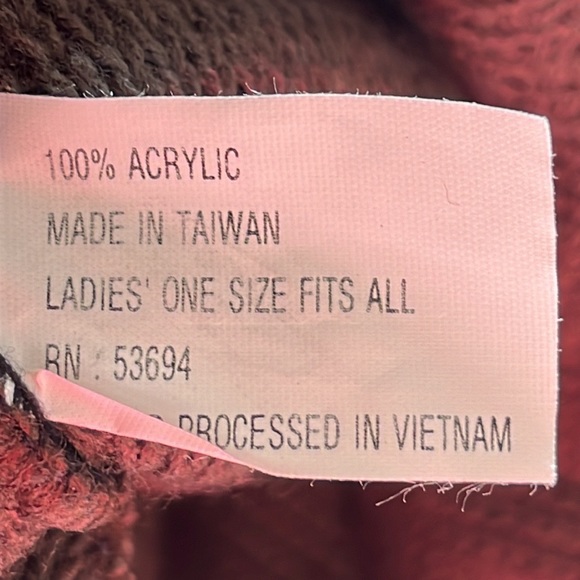 100% ACRYLIC
MADE IN TAIWAN
LADIES' ONE SIZE FITS ALL
RN : 53694
PROCESSED IN VIETNAM